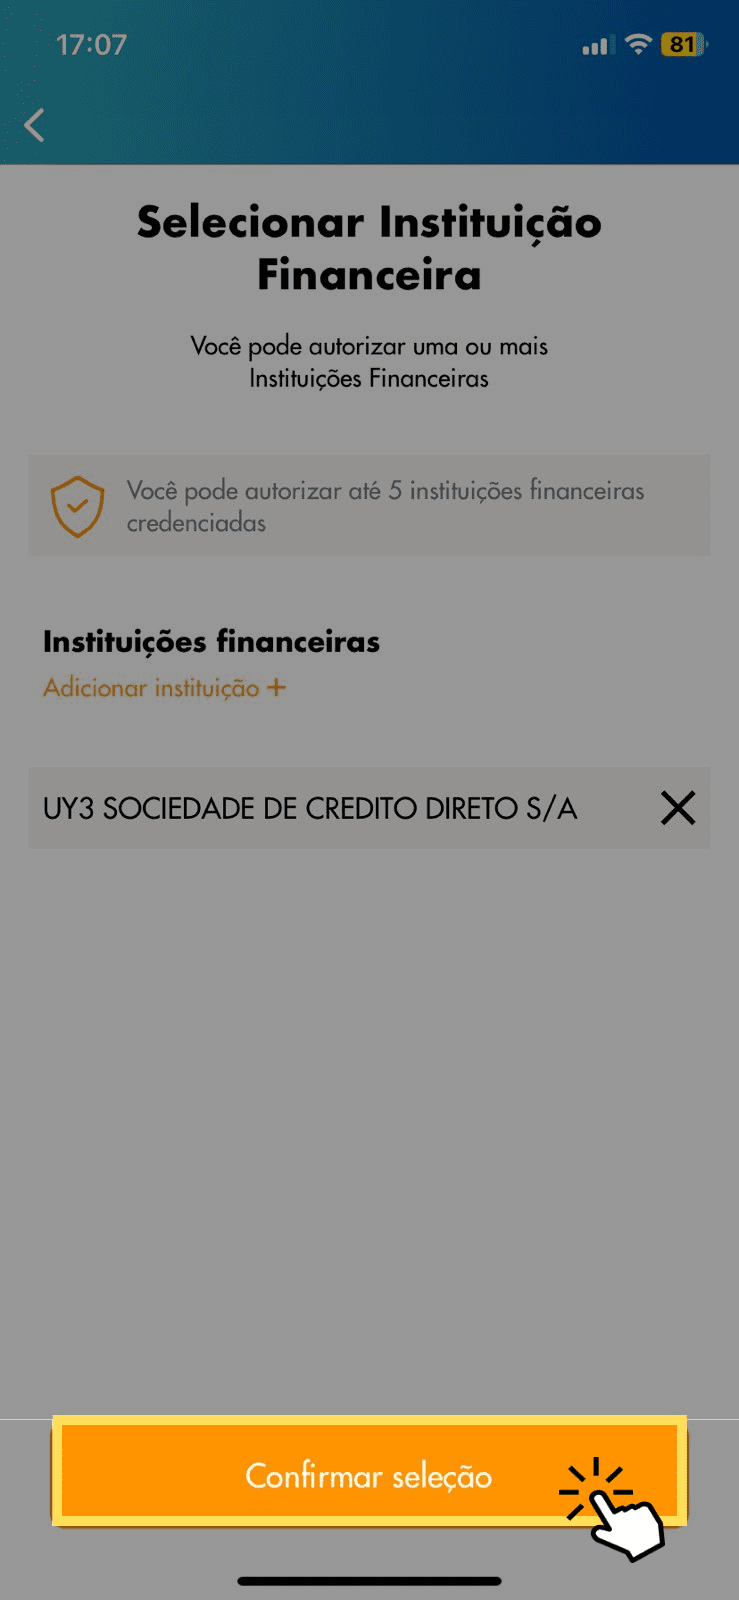 17:07
81
Selecionar Instituição
Financeira
Você pode autorizar uma ou mais
Instituições Financeiras
Você pode autorizar até 5 instituições financeiras
credenciadas
Instituições financeiras
Adicionar instituição +
UY3 SOCIEDADE DE CREDITO DIRETO S/A
Confirmar seleção